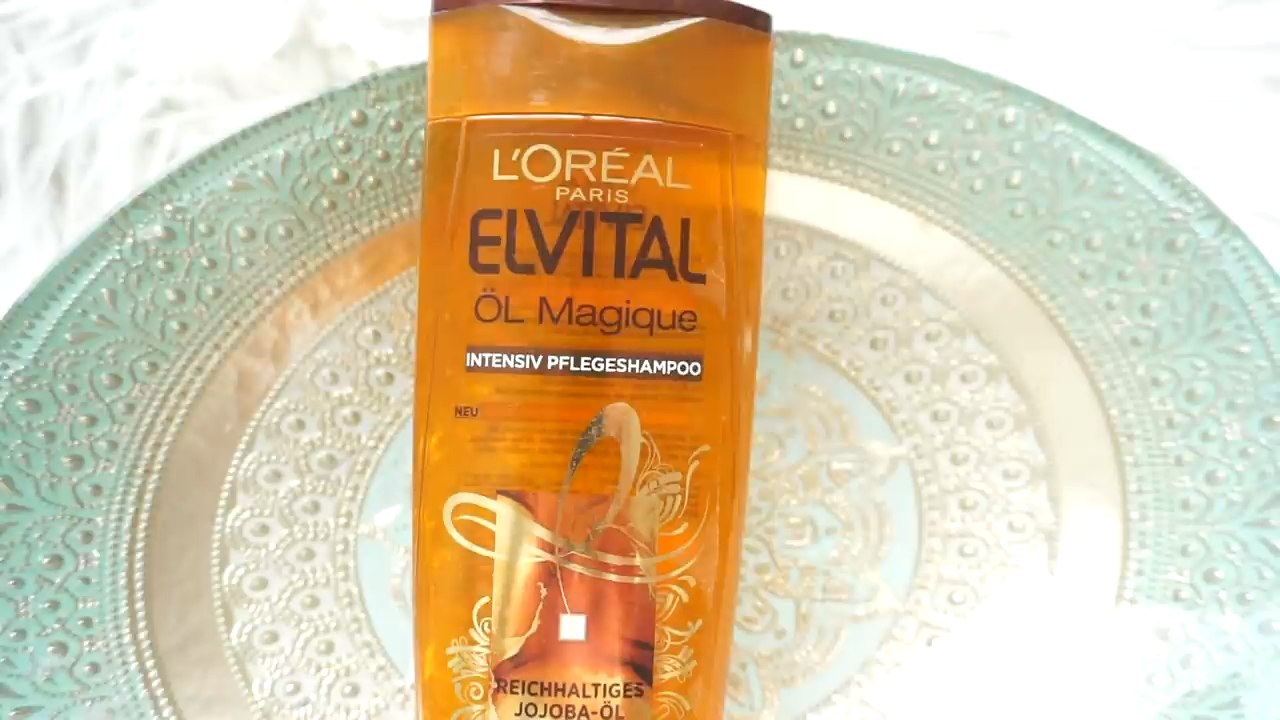 L'ORÉAL
PARIS
ELVITAL
ÖL Magique
INTENSIV PFLEGESHAMPOO
NEU
REICHHALTIGES
JOJOBA-ÖL